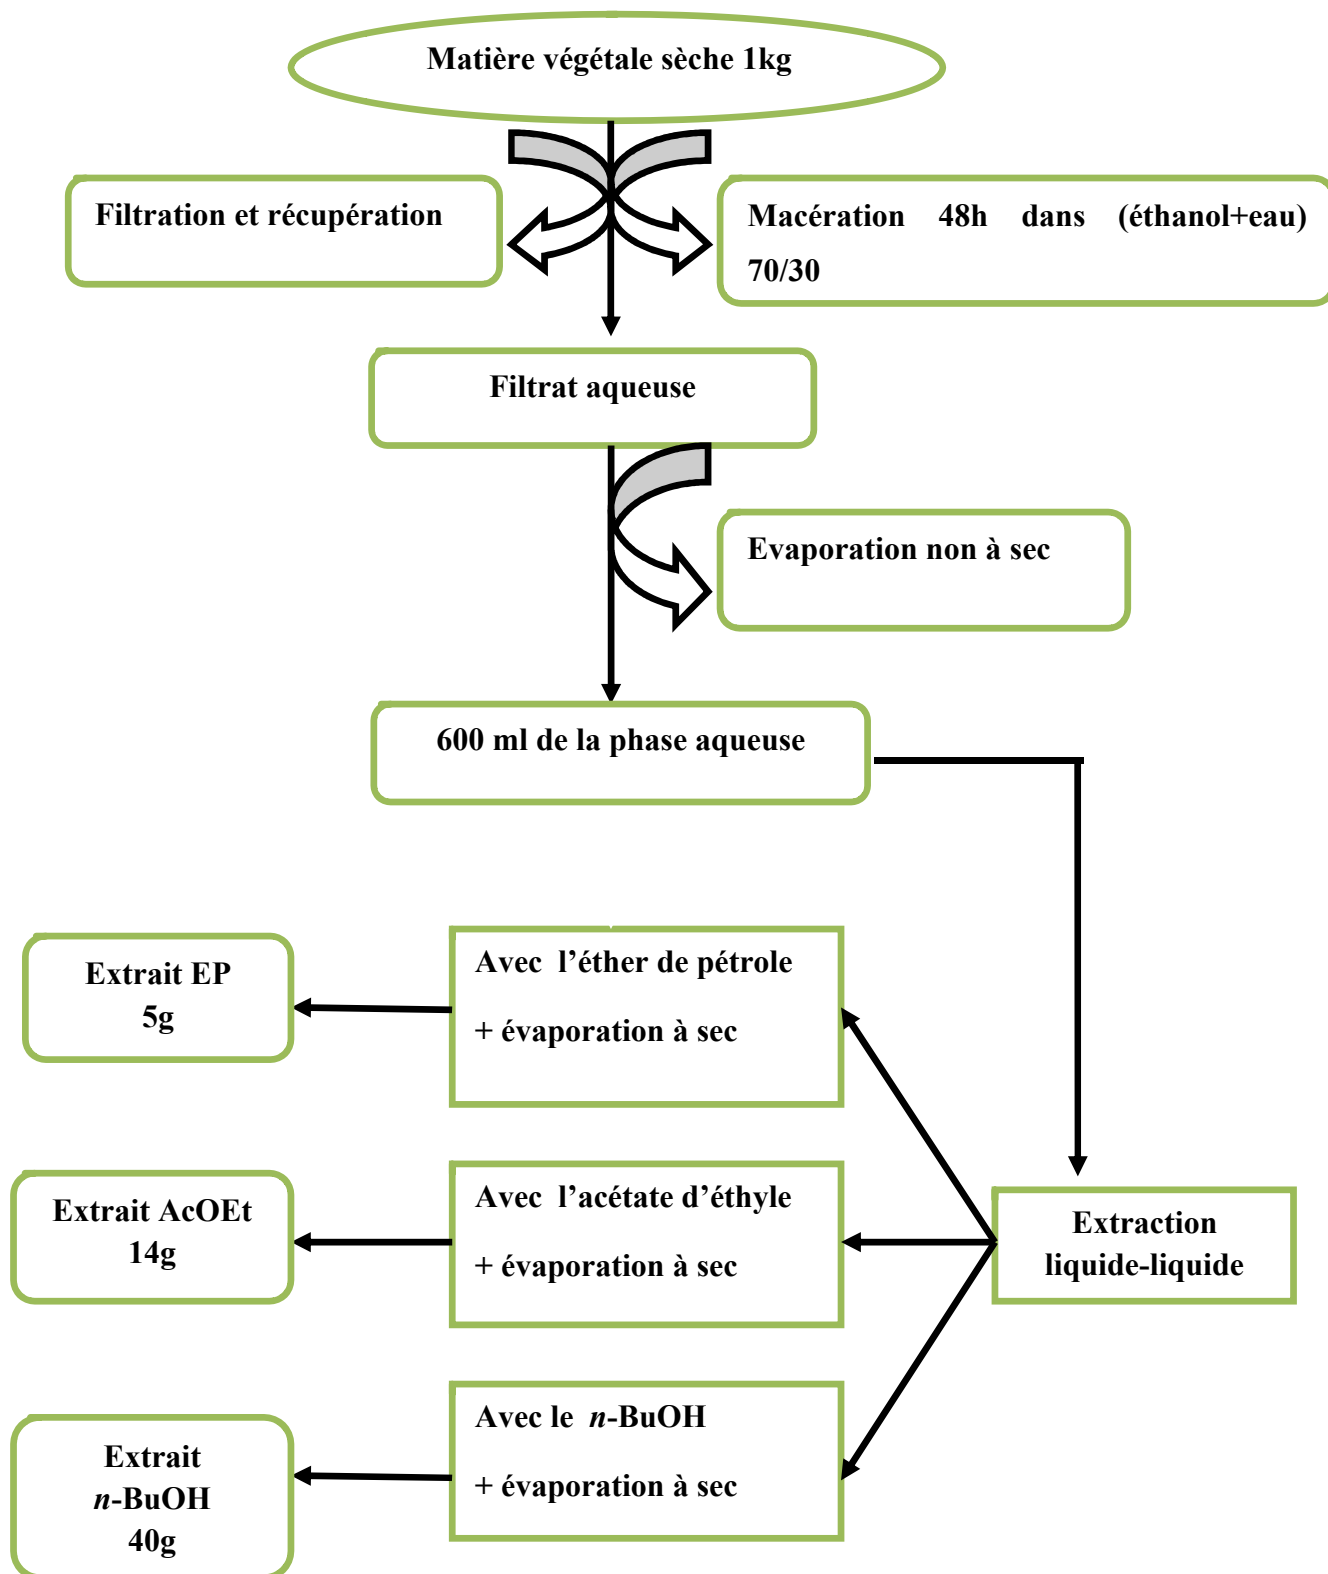 Matière végétale sèche 1kg
Filtration et récupération
Macération 48h dans (éthanol+eau)
70/30
Filtrat aqueuse
Evaporation non à sec
600 ml de la phase aqueuse
Extrait EP
5g
Avec l’éther de pétrole
+ évaporation à sec
Extrait AcOEt
14g
Avec l’acétate d’éthyle
+ évaporation à sec
Extraction
liquide-liquide
Extrait
n-BuOH
40g
Avec le n-BuOH
+ évaporation à sec